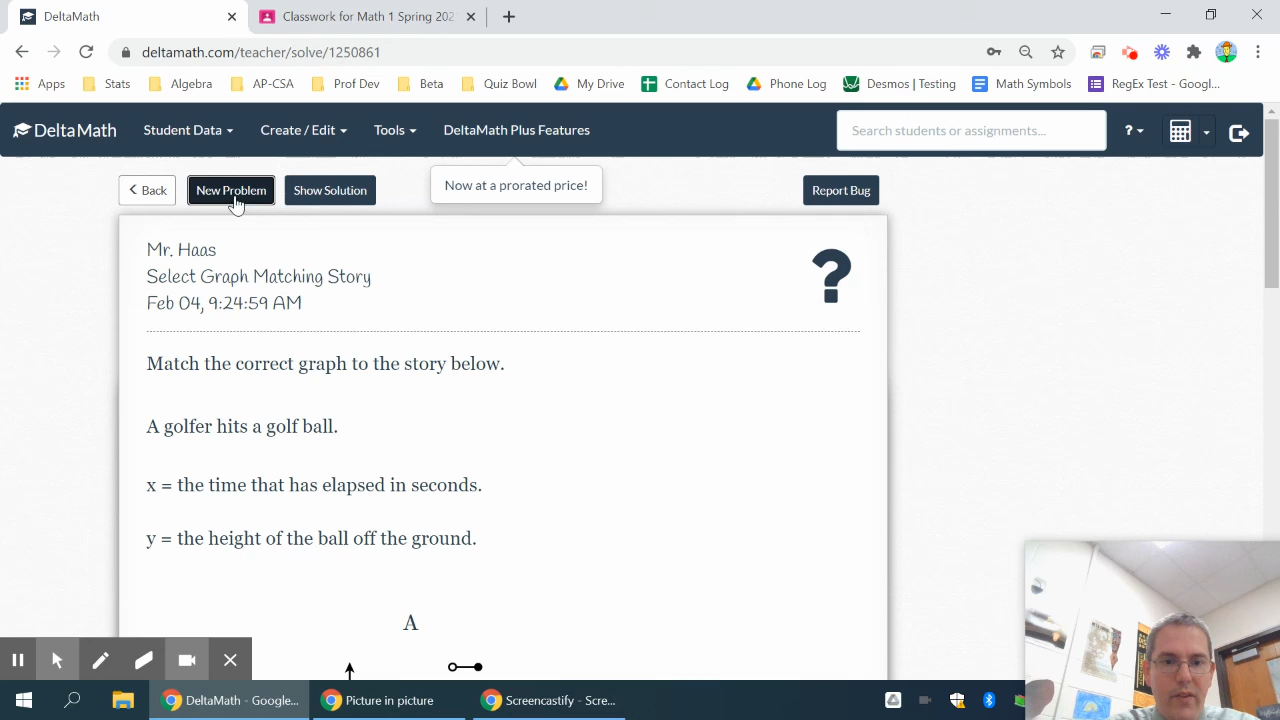 DeltaMath
Classwork for Math 1 Spring 202
deltamath.com/teacher/solve/1250861
Apps Stats Algebra AP-CSA Prof Dev Beta Quiz Bowl My Drive Contact Log Phone Log Desmos | Testing Math Symbols RegEx Test - Googl...
DeltaMath Student Data Create / Edit Tools DeltaMath Plus Features Search students or assignments... ?
Back New Problem Show Solution Now at a prorated price! Report Bug
Mr. Haas
Select Graph Matching Story
Feb 04, 9:24:59 AM
?
Match the correct graph to the story below.
A golfer hits a golf ball.
x = the time that has elapsed in seconds.
y = the height of the ball off the ground.
A
DeltaMath - Google... Picture in picture Screencastify - Scre...